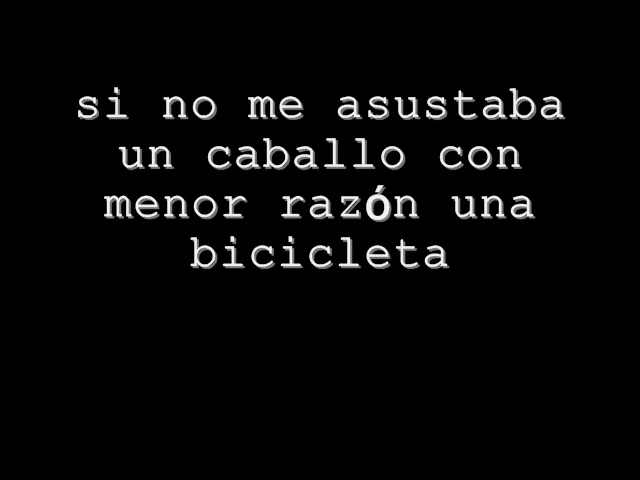 si no me asustaba
un caballo con
menor razón una
bicicleta